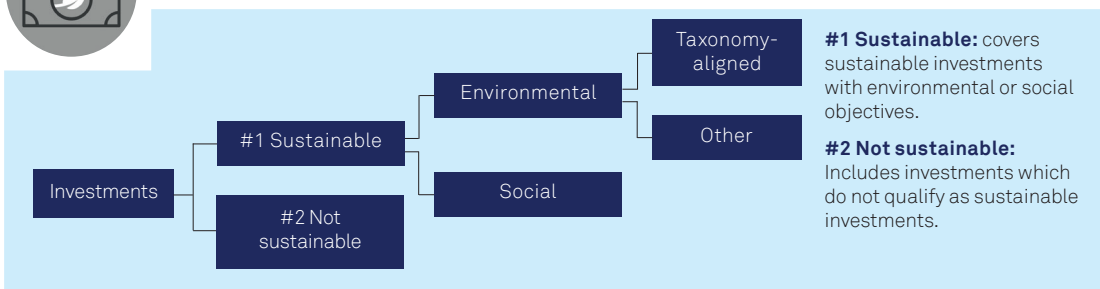 Investments
#1 Sustainable
#2 Not
sustainable
Environmental
Social
Taxonomy-
aligned
Other
#1 Sustainable: covers
sustainable investments
with environmental or social
objectives.
#2 Not sustainable:
Includes investments which
do not qualify as sustainable
investments.